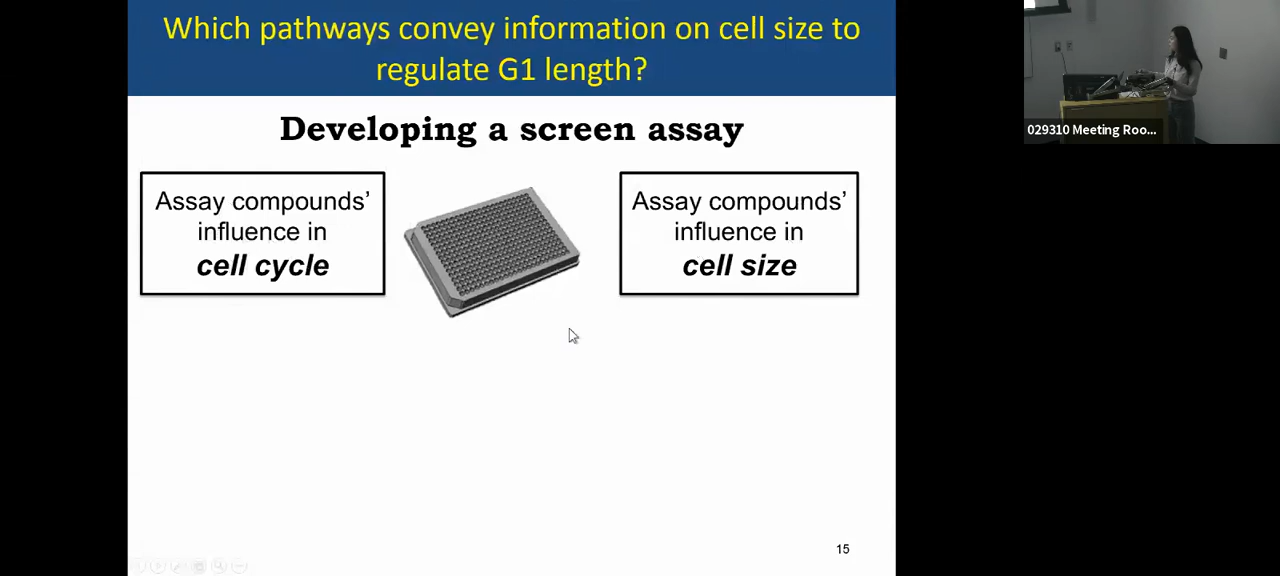 Which pathways convey information on cell size to
regulate G1 length?
Developing a screen assay
Assay compounds’
influence in
cell cycle
Assay compounds’
influence in
cell size
15
029310 Meeting Roo...